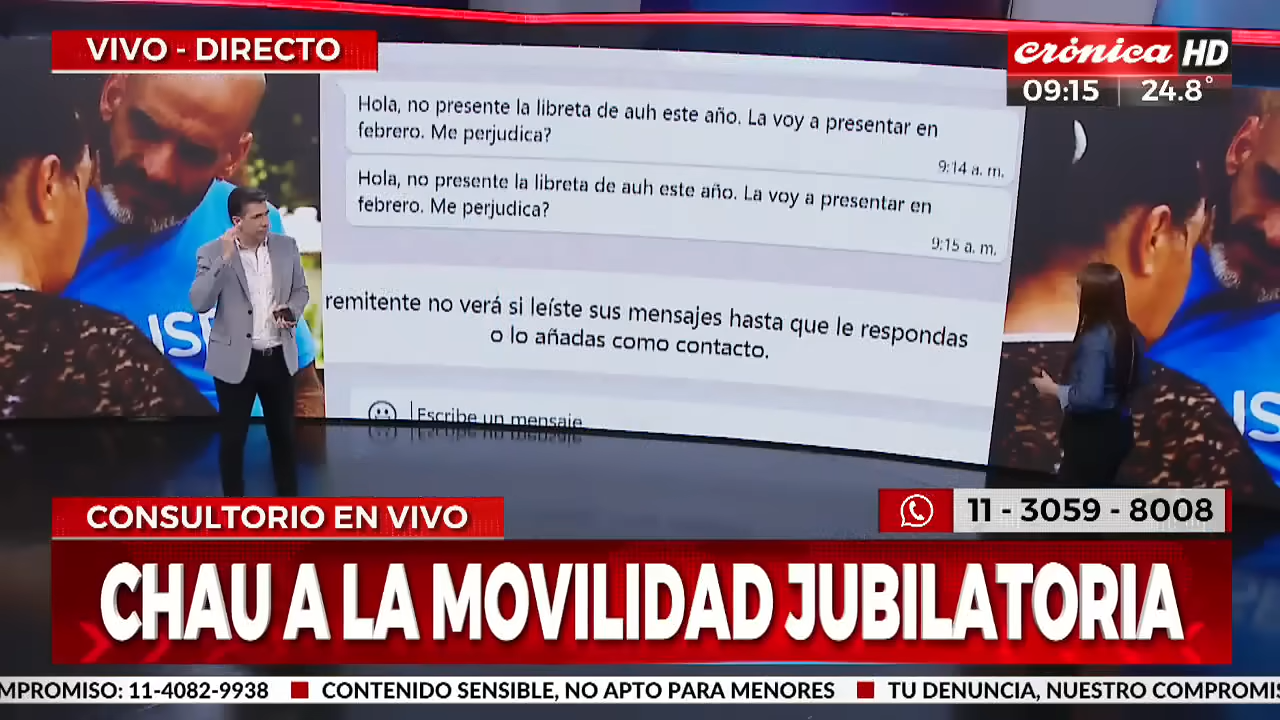 VIVO - DIRECTO
crónica HD
09:15 24.8°
Hola, no presente la libreta de auh este año. La voy a presentar en
febrero. Me perjudica?
9:14 a. m.
Hola, no presente la libreta de auh este año. La voy a presentar en
febrero. Me perjudica?
9:15 a. m.
remitente no verá si leíste sus mensajes hasta que le respondas
o lo añadas como contacto.
Escribe un mensaje
CONSULTORIO EN VIVO
11 - 3059 - 8008
CHAU A LA MOVILIDAD JUBILATORIA
MPROMISO: 11-4082-9938 CONTENIDO SENSIBLE, NO APTO PARA MENORES TU DENUNCIA, NUESTRO COMPROMIS